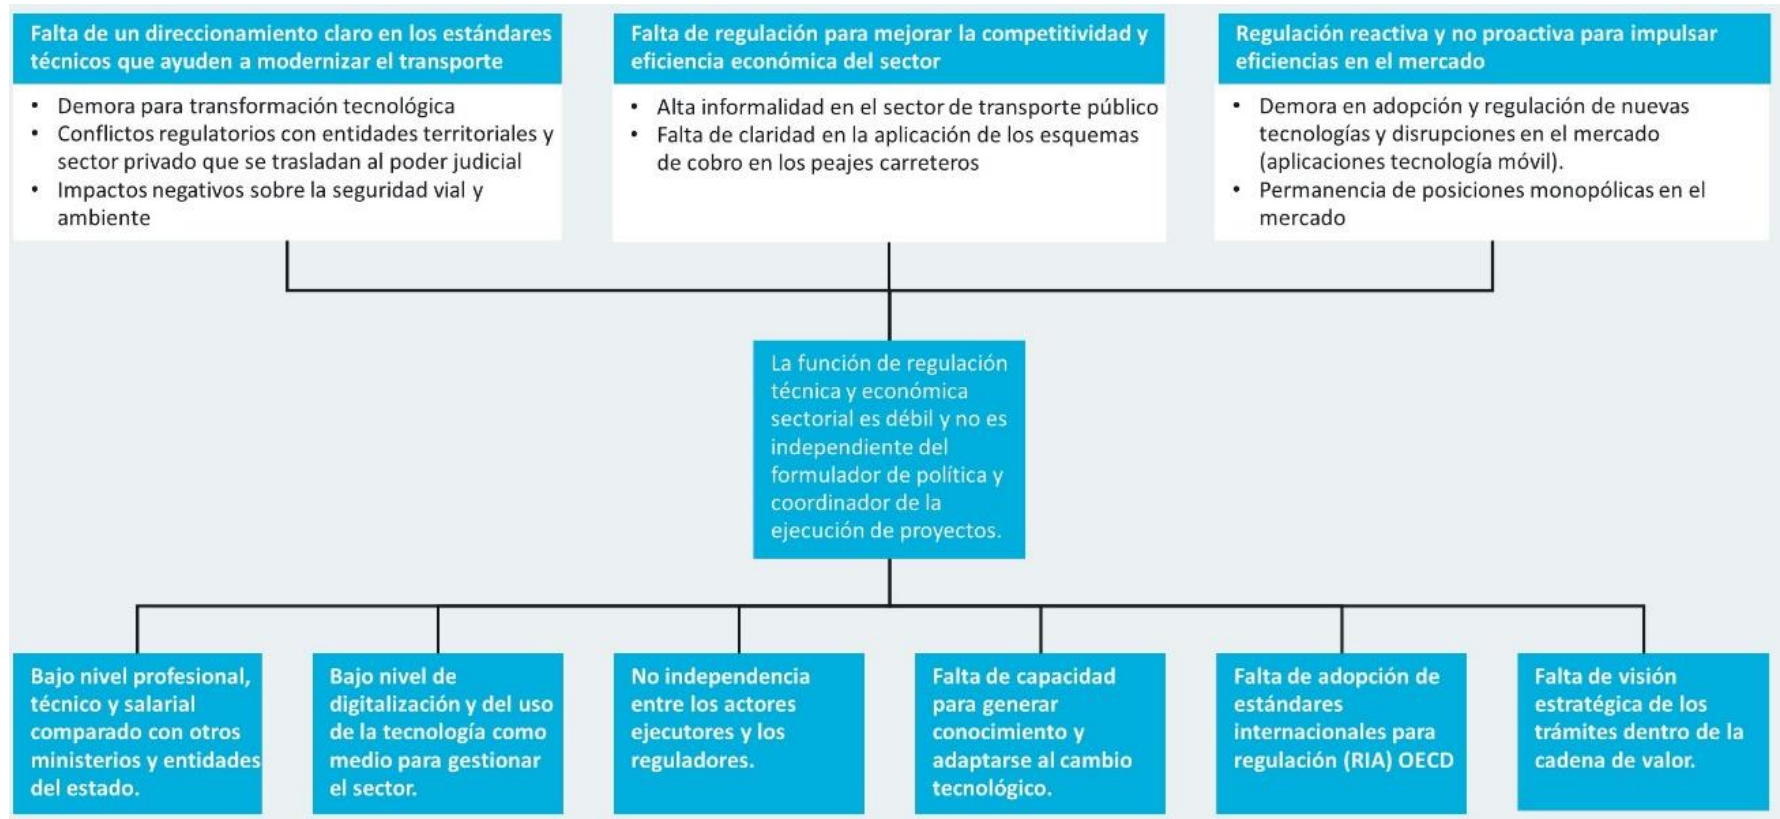 Falta de un direccionamiento claro en los estándares
técnicos que ayuden a modernizar el transporte
• Demora para transformación tecnológica
• Conflictos regulatorios con entidades territoriales y
sector privado que se trasladan al poder judicial
• Impactos negativos sobre la seguridad vial y
ambiente
Falta de regulación para mejorar la competitividad y
eficiencia económica del sector
• Alta informalidad en el sector de transporte público
• Falta de claridad en la aplicación de los esquemas
de cobro en los peajes carreteros
Regulación reactiva y no proactiva para impulsar
eficiencias en el mercado
• Demora en adopción y regulación de nuevas
tecnologías y disrupciones en el mercado
(aplicaciones tecnología móvil).
• Permanencia de posiciones monopólicas en el
mercado
La función de regulación
técnica y económica
sectorial es débil y no es
independiente del
formulador de política y
coordinador de la
ejecución de proyectos.
Bajo nivel profesional,
técnico y salarial
comparado con otros
ministerios y entidades
del estado.
Bajo nivel de
digitalización y del uso
de la tecnología como
medio para gestionar
el sector.
No independencia
entre los actores
ejecutores y los
reguladores.
Falta de capacidad
para generar
conocimiento y
adaptarse al cambio
tecnológico.
Falta de adopción de
estándares
internacionales para
regulación (RIA) OECD
Falta de visión
estratégica de los
trámites dentro de la
cadena de valor.